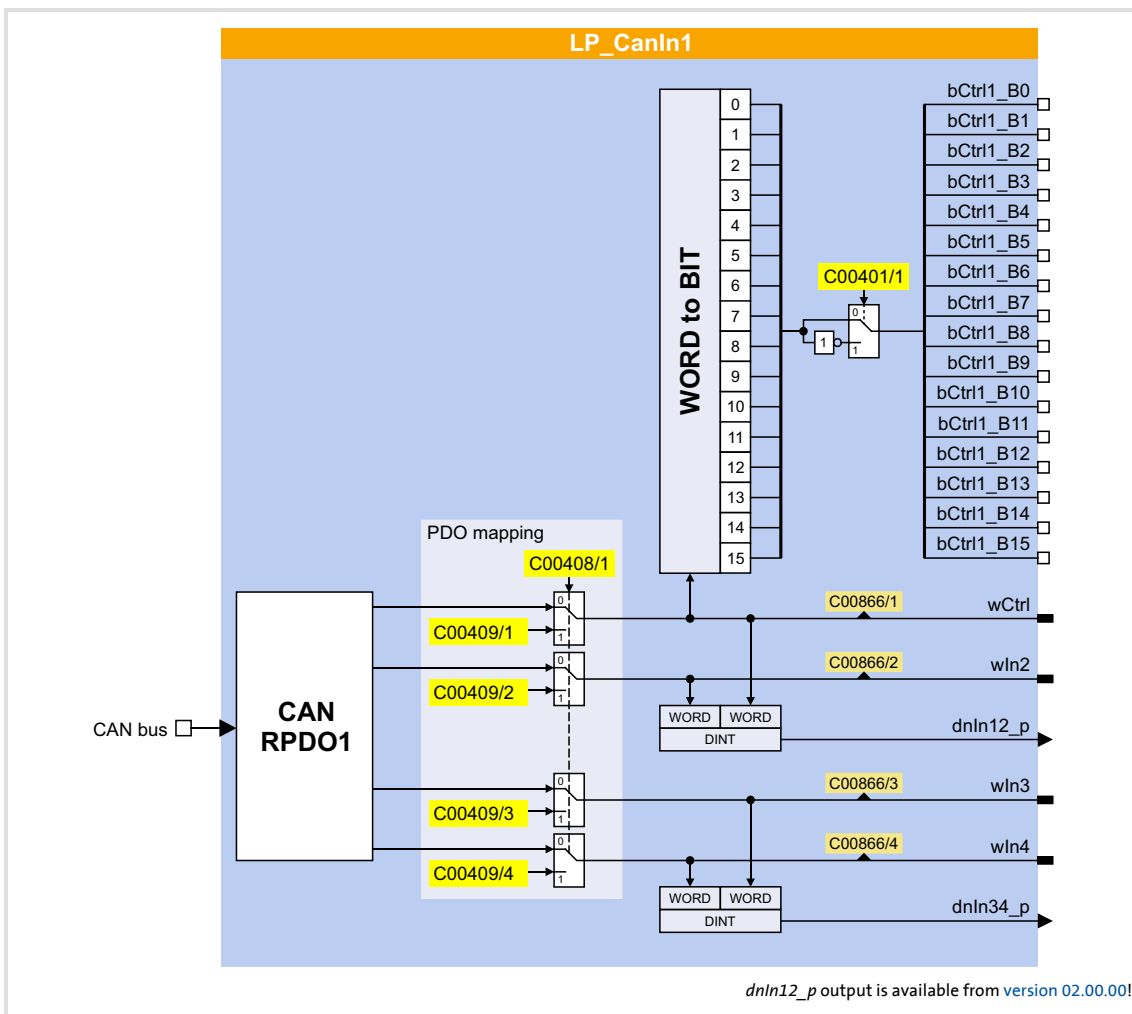 LP_CanIn1
WORD to BIT
0
1
2
3
4
5
6
7
8
9
10
11
12
13
14
15
C00401/1
0
1
1
bCtrl1_B0
bCtrl1_B1
bCtrl1_B2
bCtrl1_B3
bCtrl1_B4
bCtrl1_B5
bCtrl1_B6
bCtrl1_B7
bCtrl1_B8
bCtrl1_B9
bCtrl1_B10
bCtrl1_B11
bCtrl1_B12
bCtrl1_B13
bCtrl1_B14
bCtrl1_B15
PDO mapping
C00408/1
0
C00409/1
1
C00866/1
wCtrl
0
C00409/2
1
C00866/2
wIn2
WORD WORD
DINT
dnIn12_p
CAN bus
CAN
RPDO1
0
C00409/3
1
C00866/3
wIn3
0
C00409/4
1
C00866/4
wIn4
WORD WORD
DINT
dnIn34_p
dnIn12_p output is available from version 02.00.00!